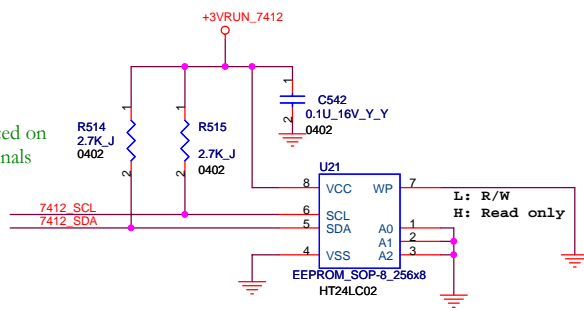 +3VRUN_7412
1
C542
0.1U_16V_Y_Y
2
0402
ced on
nals
1
R514
2.7K_J
0402
2
1
R515
2.7K_J
0402
2
U21
8
VCC
WP
7
L: R/W
H: Read only
7412_SCL
6
SCL
7412_SDA
5
SDA
A0
1
A1
2
4
VSS
A2
3
EEPROM_SOP-8_256x8
HT24LC02